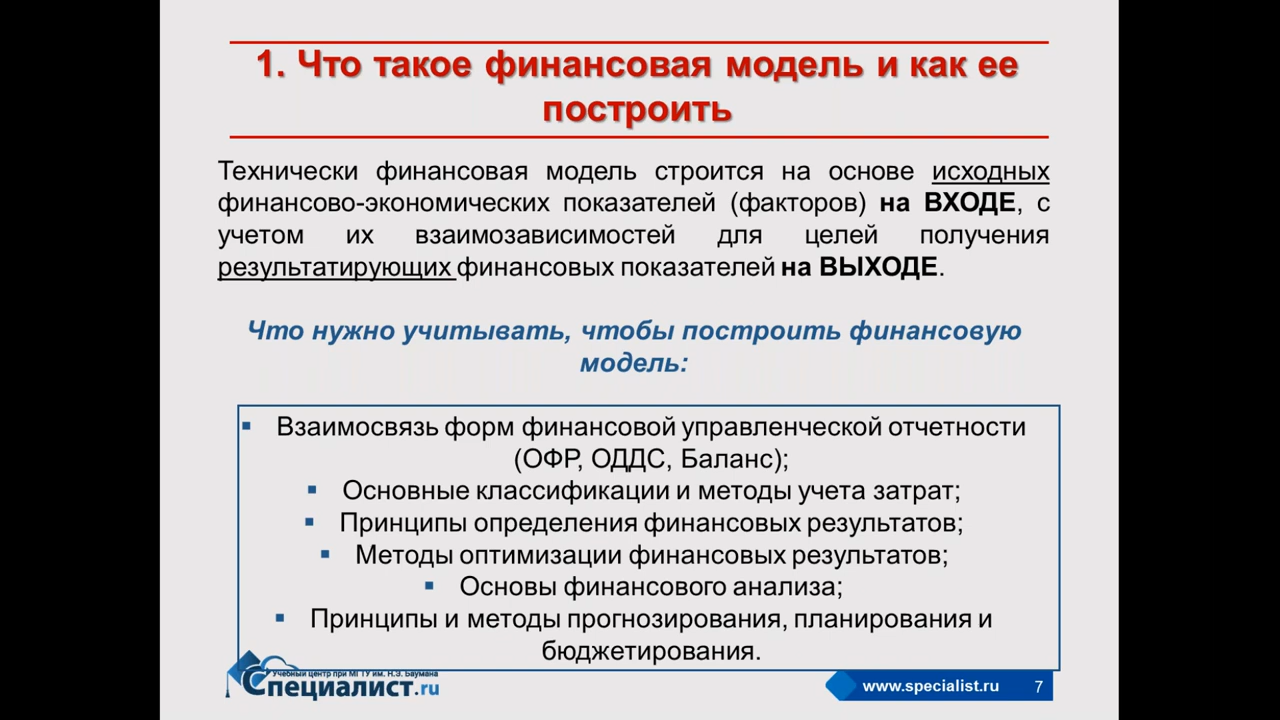 1. Что такое финансовая модель и как ее
построить
Технически финансовая модель строится на основе исходных
финансово-экономических показателей (факторов) на ВХОДЕ, с
учетом их взаимозависимостей для целей получения
результатирующих финансовых показателей на ВЫХОДЕ.
Что нужно учитывать, чтобы построить финансовую
модель:
▪ Взаимосвязь форм финансовой управленческой отчетности
(ОФР, ОДДС, Баланс);
▪ Основные классификации и методы учета затрат;
▪ Принципы определения финансовых результатов;
▪ Методы оптимизации финансовых результатов;
▪ Основы финансового анализа;
▪ Принципы и методы прогнозирования, планирования и
бюджетирования.
Учебный центр при МГТУ им. Н.Э. Баумана
Специалист.ru
www.specialist.ru 7